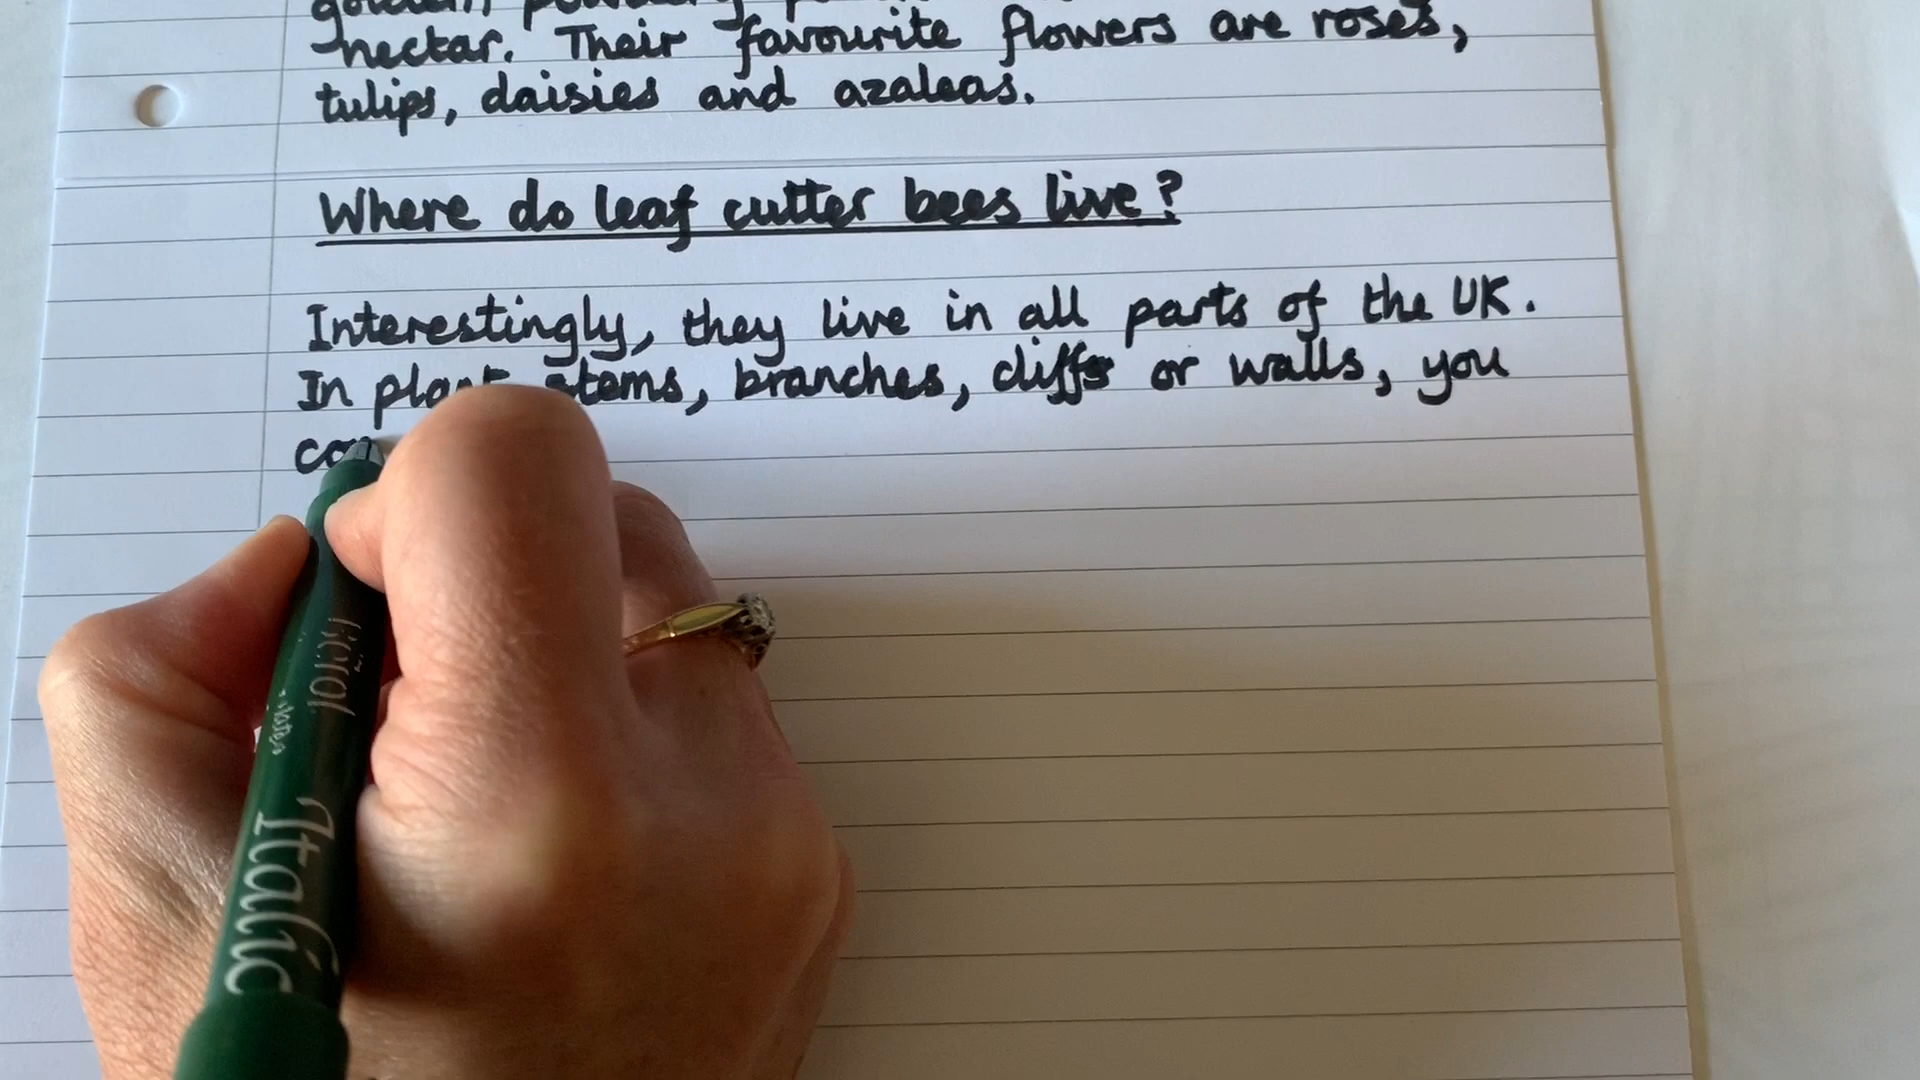 nectar. Their favourite flowers are roses,
tulips, daisies and azaleas.
Where do leaf cutter bees live?
Interestingly, they live in all parts of the UK.
In plant stems, branches, cliffs or walls, you
Italic